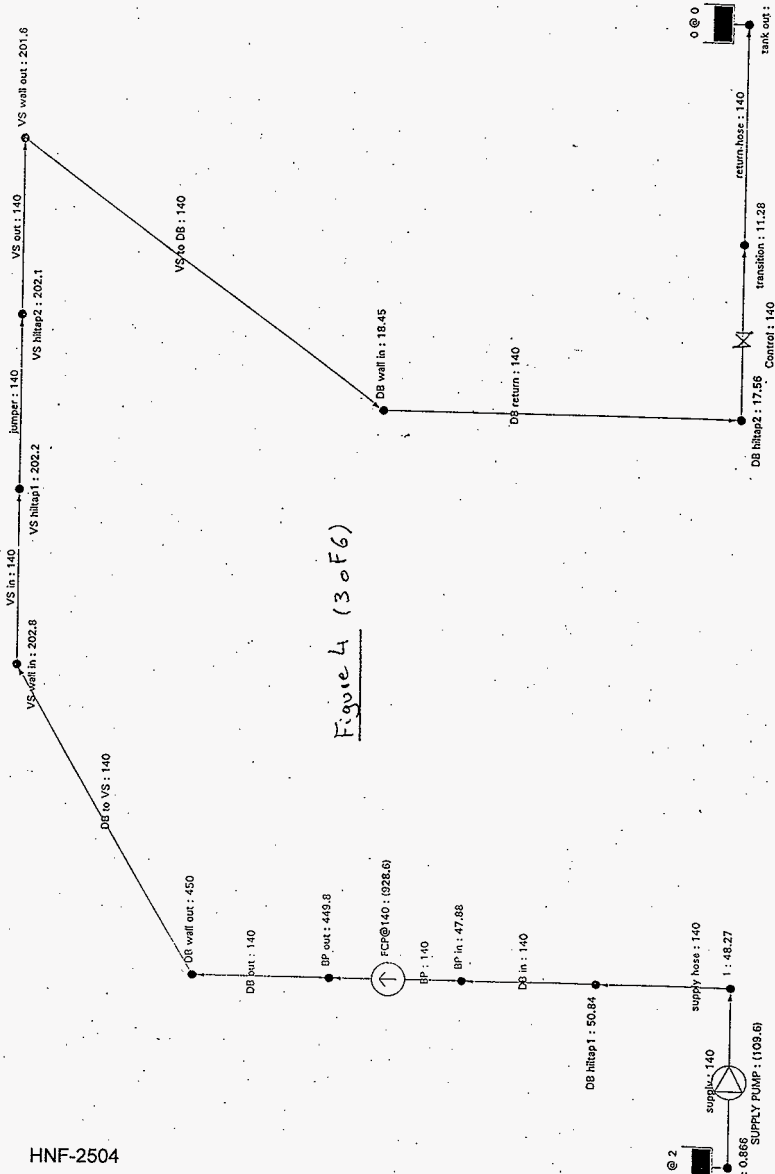 0 @ 0
tank out :
return hose : 140
transition : 11.28
Control : 140
DB hiltap2 : 17.56
DB return : 140
DB wall in : 18.45
VS to DB : 140
VS wall out : 201.6
VS out : 140
VS hiltap2 : 202.1
jumper : 140
VS hiltap1 : 202.2
VS in : 140
VS wall in : 202.8
DB to VS : 140
DB wall out : 450
DB out : 140
BP out : 449.8
FCP@140 : (928.6)
BP : 140
BP in : 47.88
DB in : 140
DB hiltap1 : 50.84
supply hose : 140
1 : 48.27
supply : 140
SUPPLY PUMP : (109.6)
@ 2
: 0.866
Figure 4 (3 oF6)
HNF-2504